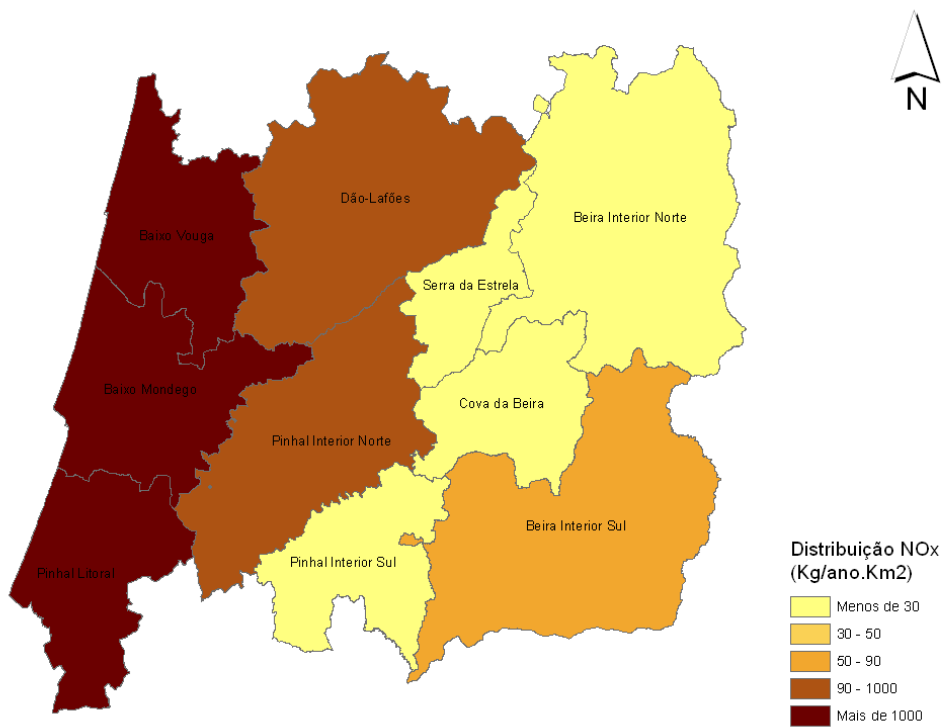 N
Dão-Lafões
Beira Interior Norte
Baixo Vouga
Serra da Estrela
Baixo Mondego
Cova da Beira
Pinhal Interior Norte
Beira Interior Sul
Pinhal Interior Sul
Pinhal Litoral
Distribuição NOx
(Kg/ano.Km2)
Menos de 30
30 - 50
50 - 90
90 - 1000
Mais de 1000